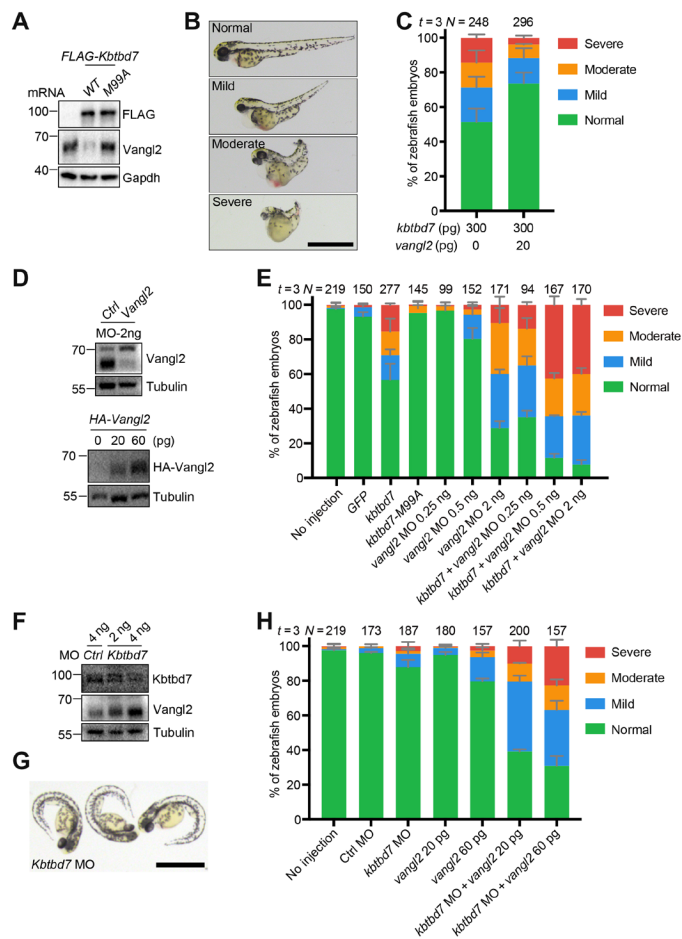 A
FLAG-Kbtbd7
mRNA WT M99A
100 FLAG
70
Vangl2
40
Gapdh
B
Normal
Mild
Moderate
Severe
C
t = 3 N = 248 296
% of zebrafish embryos
100
80
60
40
20
0
Severe
Moderate
Mild
Normal
kbtbd7 (pg) 300 300
vangl2 (pg) 0 20
D
Ctrl Vangl2
MO-2ng
70
Vangl2
55 Tubulin
HA-Vangl2
0 20 60 (pg)
70
HA-Vangl2
55 Tubulin
E
t = 3 N = 219 150 277 145 99 152 171 94 167 170
% of zebrafish embryos
100
80
60
40
20
0
Severe
Moderate
Mild
Normal
No injection
GFP
kbtbd7
kbtbd7-M99A
vangl2 MO 0.25 ng
vangl2 MO 0.5 ng
vangl2 MO 2 ng
kbtbd7 + vangl2 MO 0.25 ng
kbtbd7 + vangl2 MO 0.5 ng
kbtbd7 + vangl2 MO 2 ng
F
4 ng 2 ng 4 ng
MO Ctrl Kbtbd7
100
Kbtbd7
70
Vangl2
55 Tubulin
G
Kbtbd7 MO
H
t = 3 N = 219 173 187 180 157 200 157
% of zebrafish embryos
100
80
60
40
20
0
Severe
Moderate
Mild
Normal
No injection
Ctrl MO
kbtbd7 MO
vangl2 20 pg
vangl2 60 pg
kbtbd7 MO + vangl2 20 pg
kbtbd7 MO + vangl2 60 pg